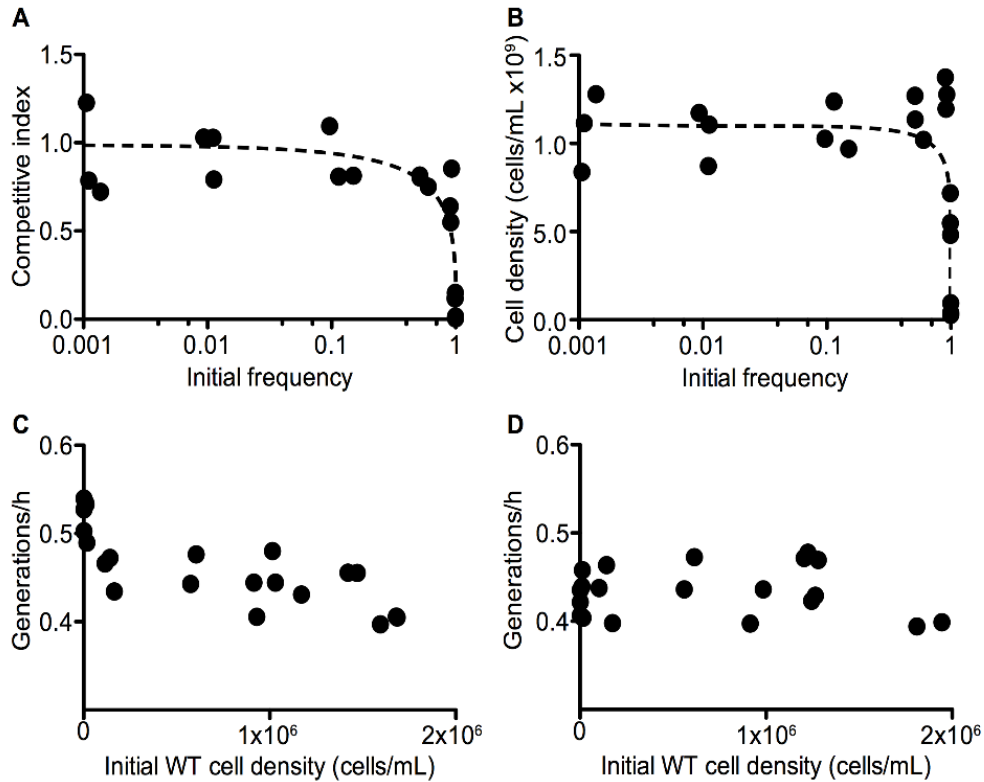 A
Competitive index
1.5
1.0
0.5
0.0
0.001
0.01
0.1
1
Initial frequency
B
Cell density (cells/mL x10⁹)
1.5
1.0
5.0
0.0
0.001
0.01
0.1
1
Initial frequency
C
Generations/h
0.6
0.5
0.4
0
1x10⁶
2x10⁶
Initial WT cell density (cells/mL)
D
Generations/h
0.6
0.5
0.4
0
1x10⁶
2x10⁶
Initial WT cell density (cells/mL)